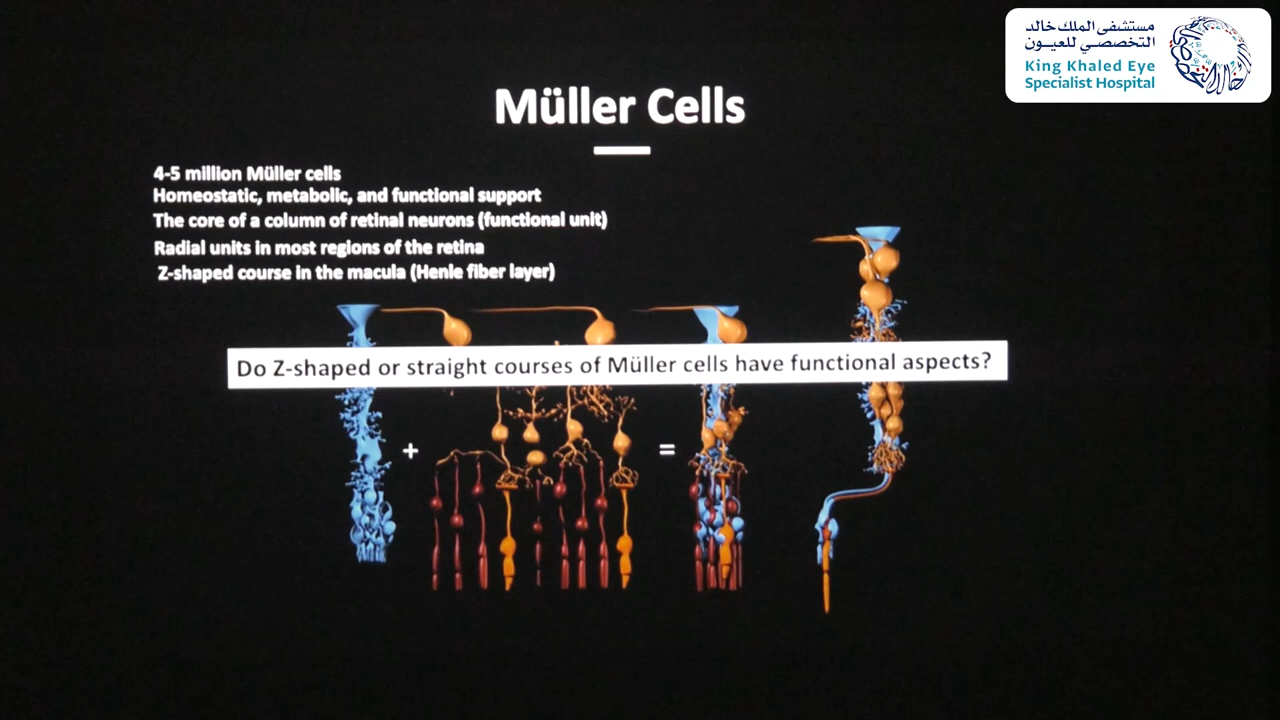 مستشفى الملك خالد
التخصصي للعيـــون
King Khaled Eye
Specialist Hospital
Müller Cells
4-5 million Müller cells
Homeostatic, metabolic, and functional support
The core of a column of retinal neurons (functional unit)
Radial units in most regions of the retina
Z-shaped course in the macula (Henle fiber layer)
Do Z-shaped or straight courses of Müller cells have functional aspects?
+
=